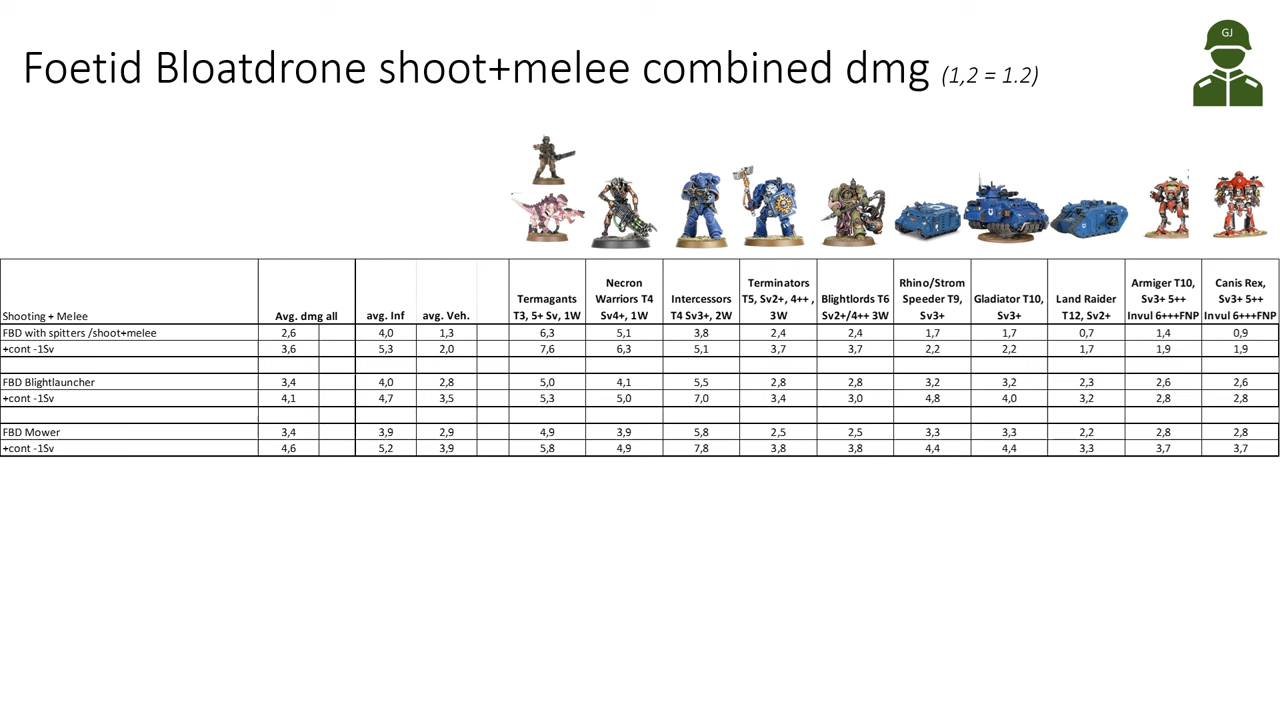 Foetid Bloatdrone shoot+melee combined dmg (1,2 = 1.2)
GJ
Shooting + Melee Avg. dmg all avg. Inf avg. Veh. Termagants T3, 5+ Sv, 1W Necron Warriors T4 Sv4+, 1W Intercessors T4 Sv3+, 2W Terminators T5, Sv2+, 4++ , 3W Blightlords T6 Sv2+/4++ 3W Rhino/Strom Speeder T9, Sv3+ Gladiator T10, Sv3+ Land Raider T12, Sv2+ Armiger T10, Sv3+ 5++ Invul 6+++FNP Canis Rex, Sv3+ 5++ Invul 6+++FNP
FBD with spitters /shoot+melee 2,6 4,0 1,3 6,3 5,1 3,8 2,4 2,4 1,7 1,7 0,7 1,4 0,9
+cont -1Sv 3,6 5,3 2,0 7,6 6,3 5,1 3,7 3,7 2,2 2,2 1,7 1,9 1,9
FBD Blightlauncher 3,4 4,0 2,8 5,0 4,1 5,5 2,8 2,8 3,2 3,2 2,3 2,6 2,6
+cont -1Sv 4,1 4,7 3,5 5,3 5,0 7,0 3,4 3,0 4,8 4,0 3,2 2,8 2,8
FBD Mower 3,4 3,9 2,9 4,9 3,9 5,8 2,5 2,5 3,3 3,3 2,2 2,8 2,8
+cont -1Sv 4,6 5,2 3,9 5,8 4,9 7,8 3,8 3,8 4,4 4,4 3,3 3,7 3,7